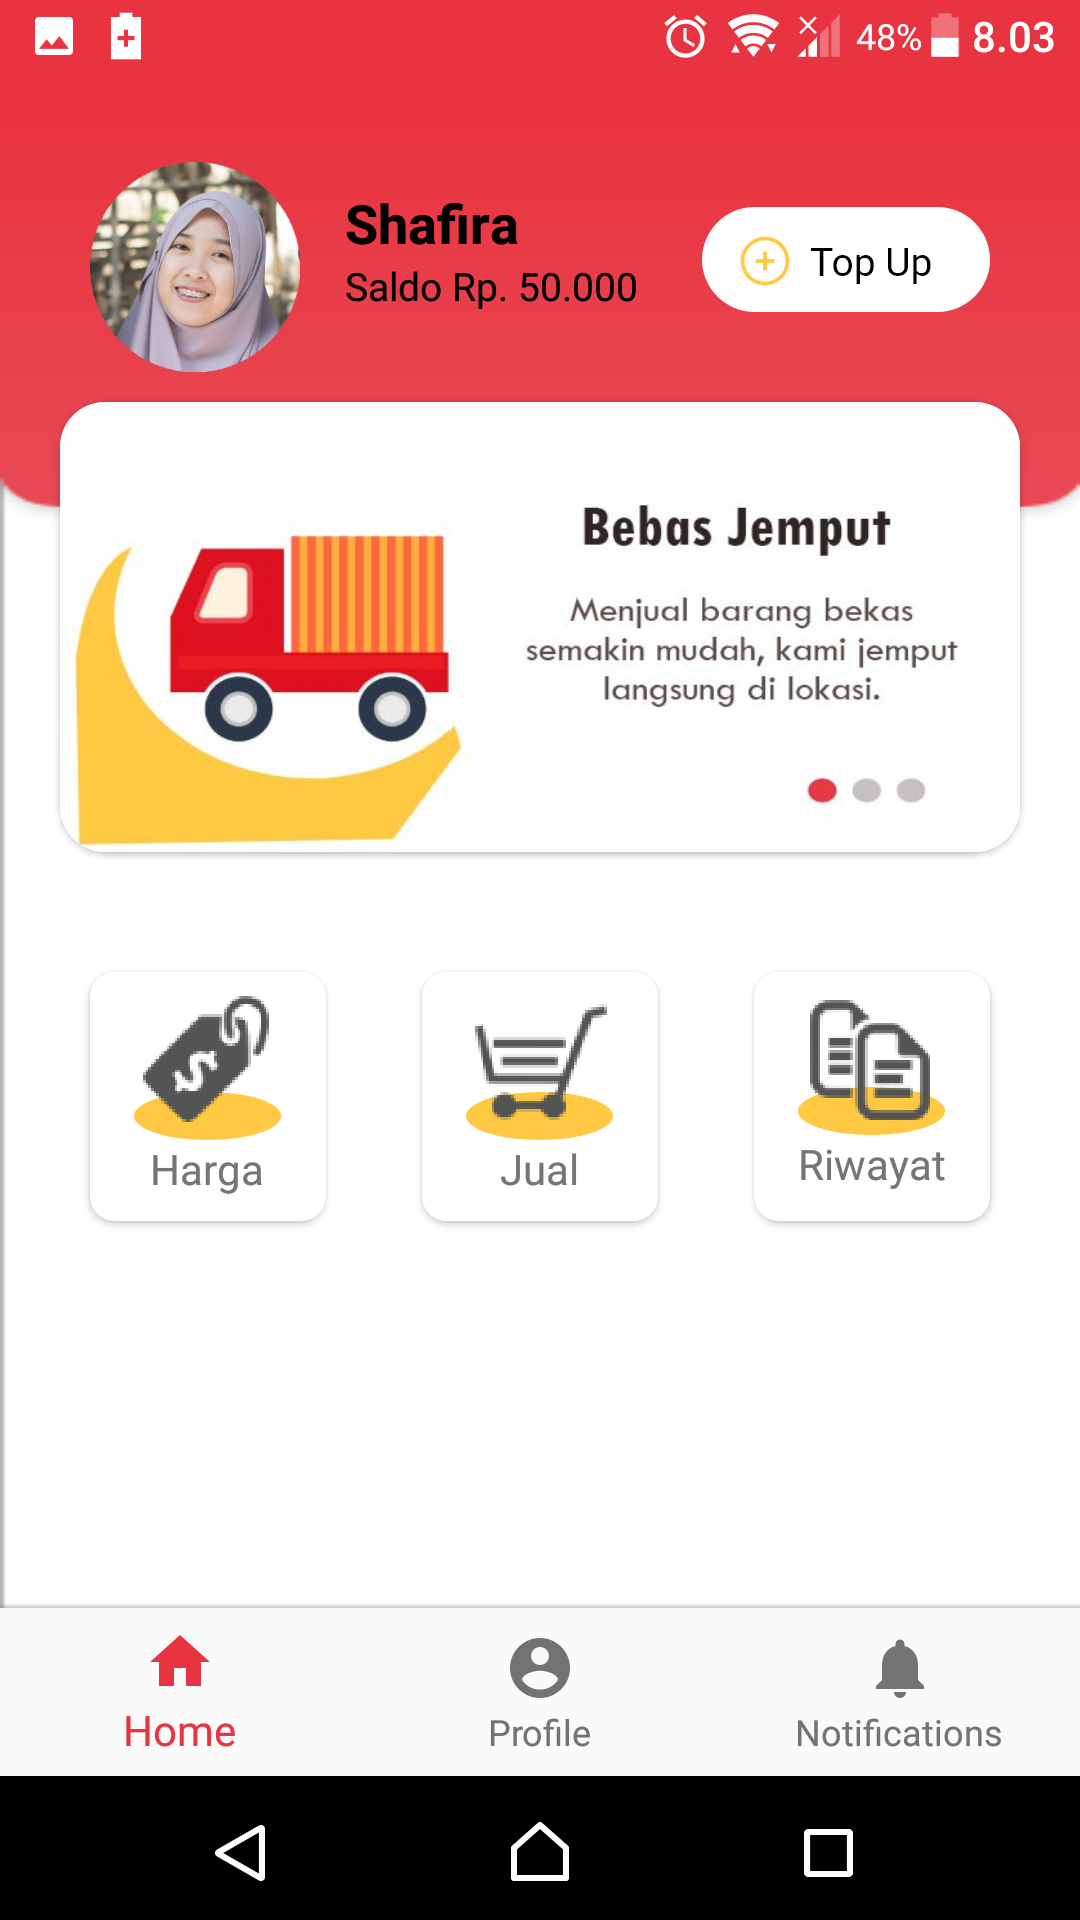 48% 8.03
Shafira
Saldo Rp. 50.000
Top Up
Bebas Jemput
Menjual barang bekas
semakin mudah, kami jemput
langsung di lokasi.
Harga
Jual
Riwayat
Home
Profile
Notifications